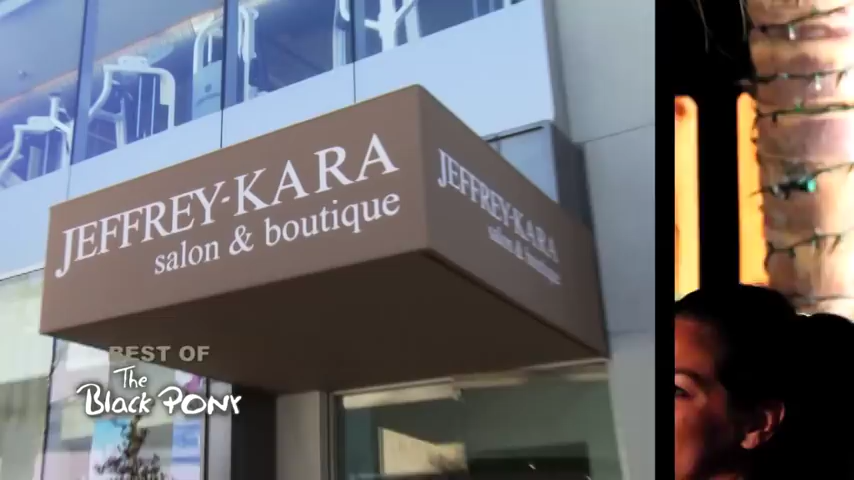 JEFFREY-KARA
salon & boutique
JEFFREY-KARA
salon & boutique
BEST OF
The
Black PONY